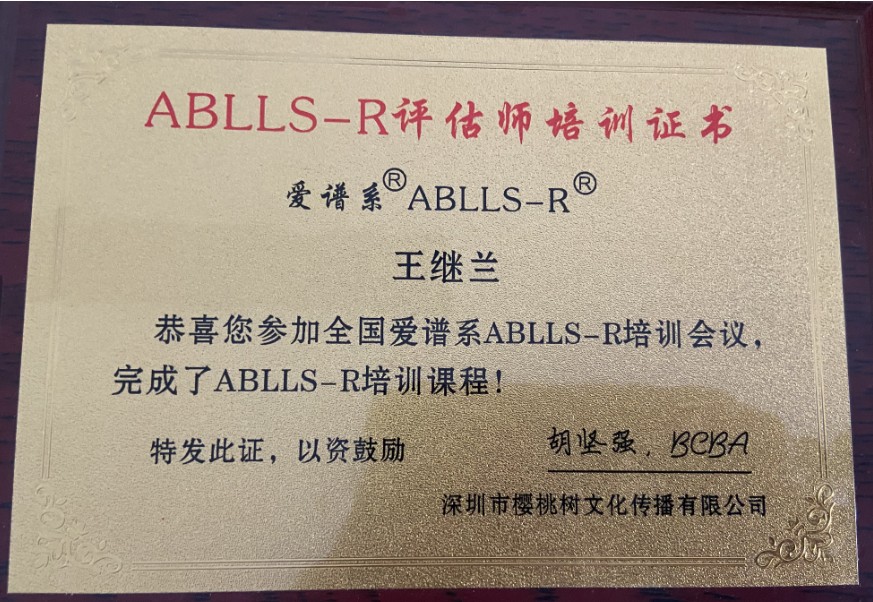 ABLLS-R评估师培训证书
爱谱系®ABLLS-R®
王继兰
恭喜您参加全国爱谱系ABLLS-R培训会议，
完成了ABLLS-R培训课程！
特发此证，以资鼓励
胡坚强，BCBA
深圳市樱桃树文化传播有限公司